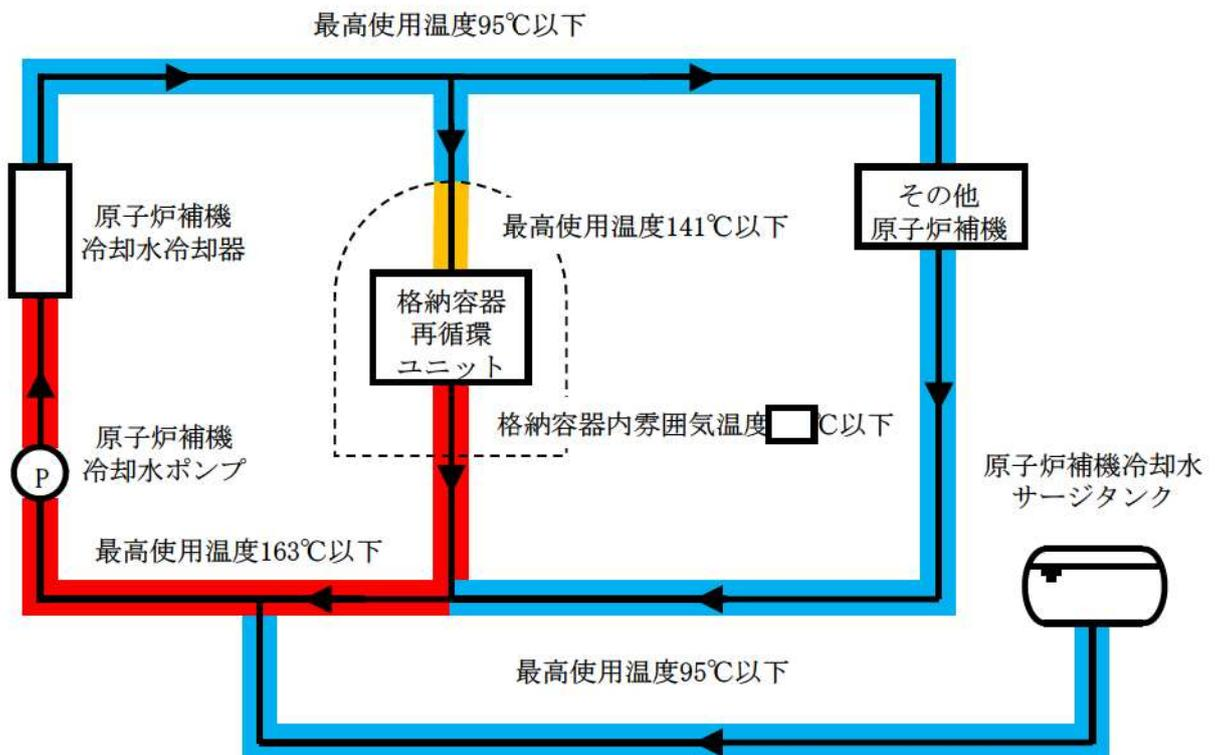 最高使用温度95℃以下
原子炉補機
冷却水冷却器
その他
原子炉補機
最高使用温度141℃以下
格納容器
再循環
ユニット
格納容器内雰囲気温度 ℃以下
原子炉補機
冷却水ポンプ
P
原子炉補機冷却水
サージタンク
最高使用温度163℃以下
最高使用温度95℃以下